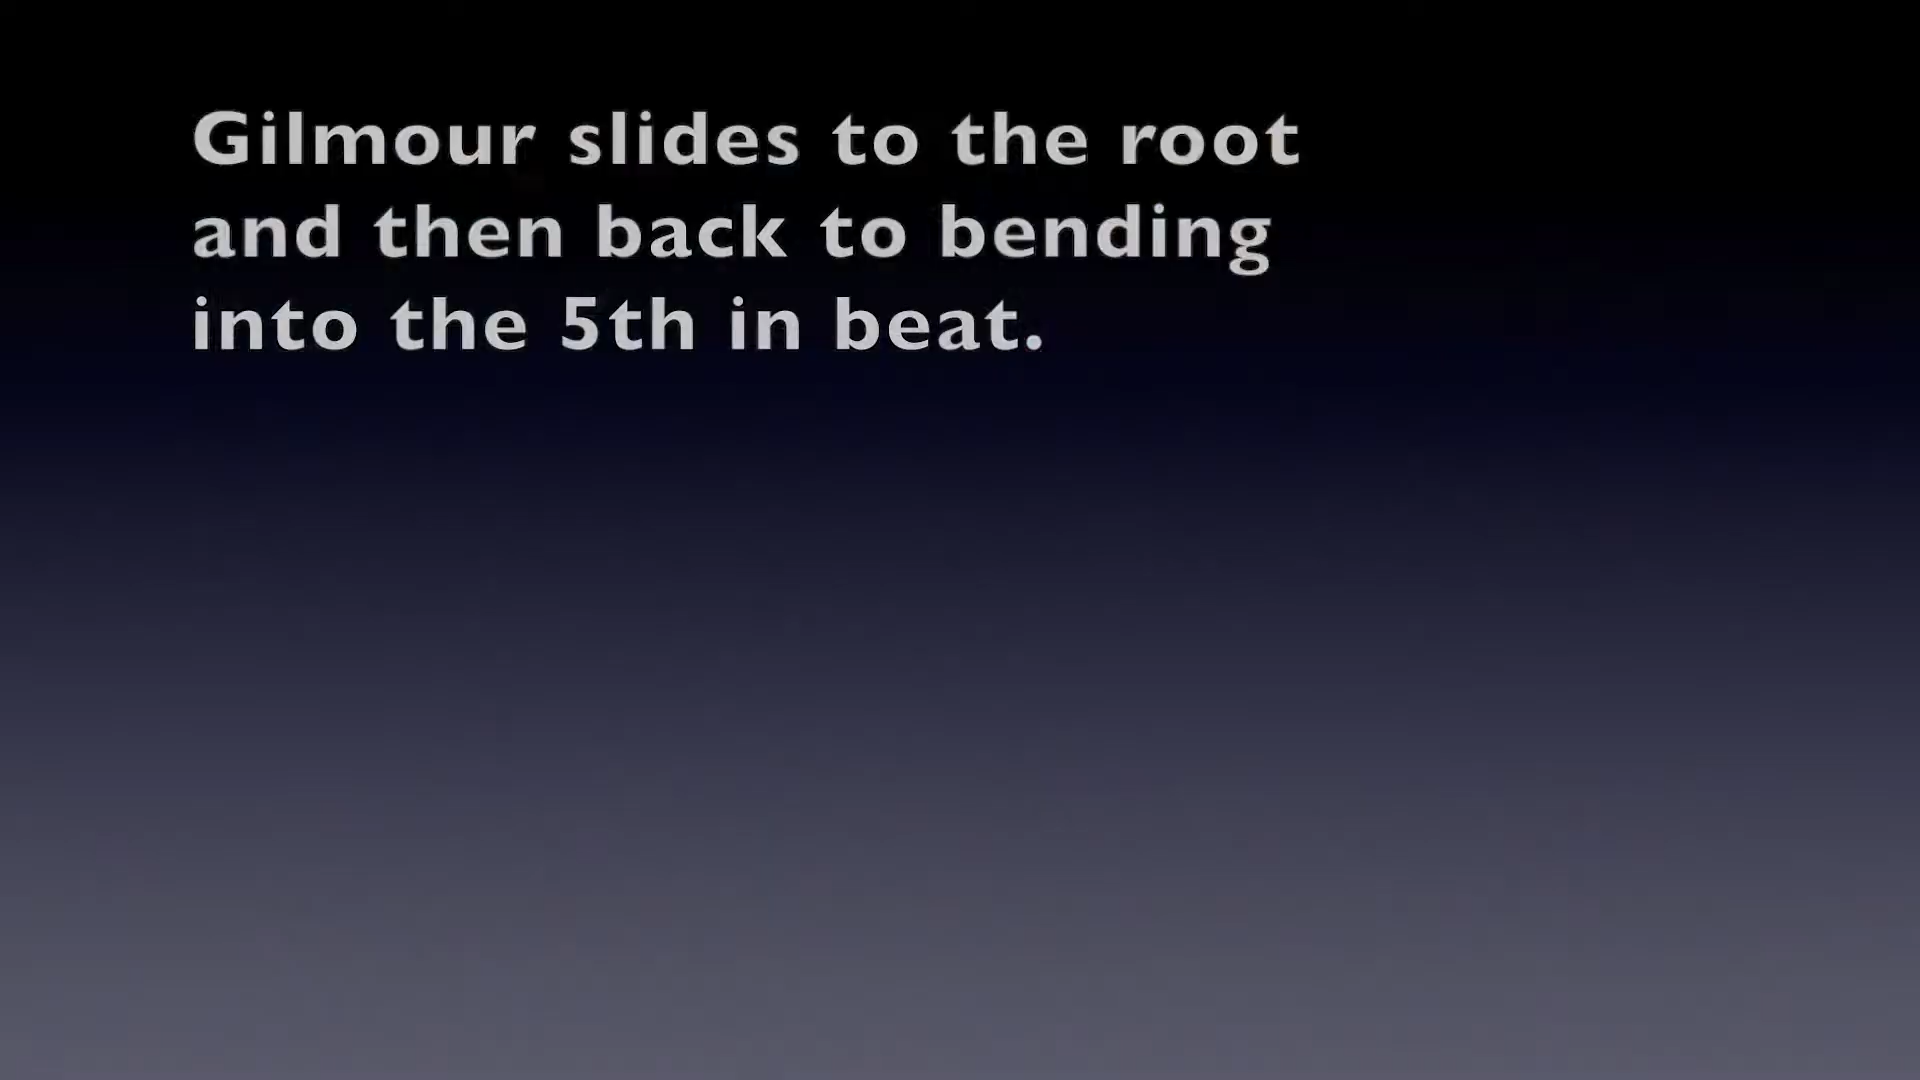 Gilmour slides to the root
and then back to bending
into the 5th in beat.